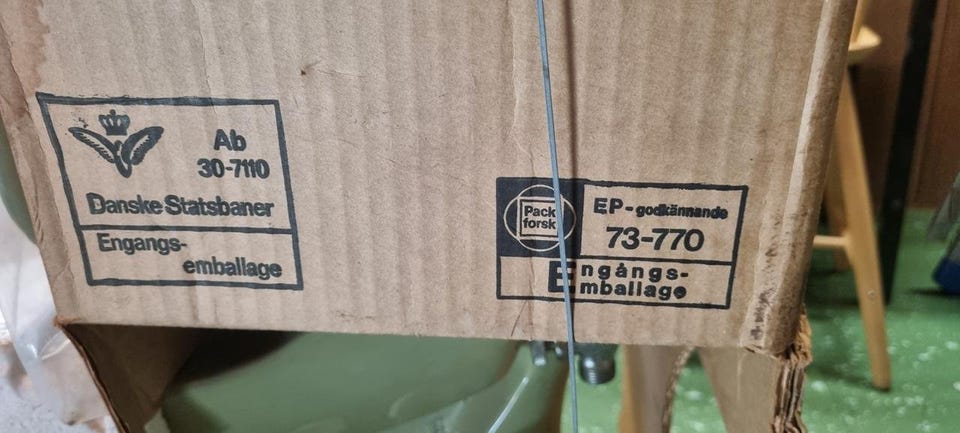 Ab
30-7110
Danske Statsbaner
Engangs-
emballage
Pack
forsk
EP-godkännande
73-770
Engångs-
emballage